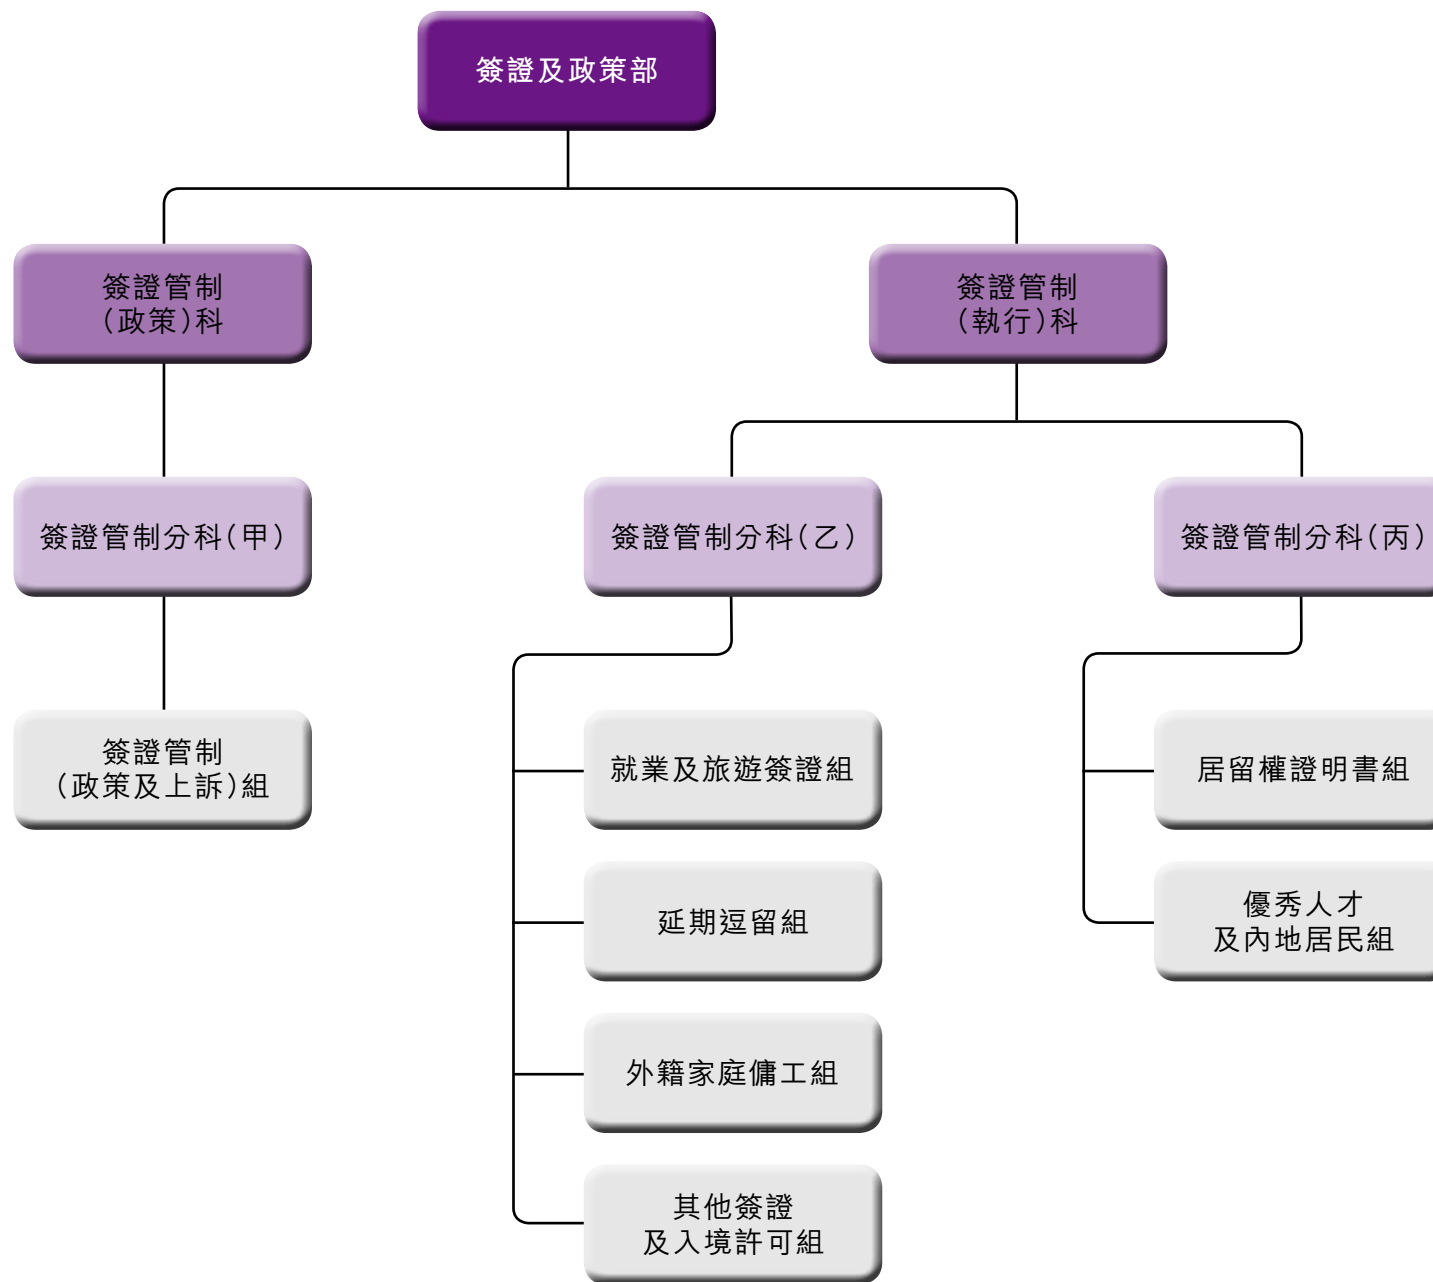 簽證及政策部
簽證管制
（政策）科
簽證管制
（執行）科
簽證管制分科（甲）
簽證管制分科（乙）
簽證管制分科（丙）
簽證管制
（政策及上訴）組
就業及旅遊簽證組
居留權證明書組
延期逗留組
優秀人才
及內地居民組
外籍家庭傭工組
其他簽證
及入境許可組